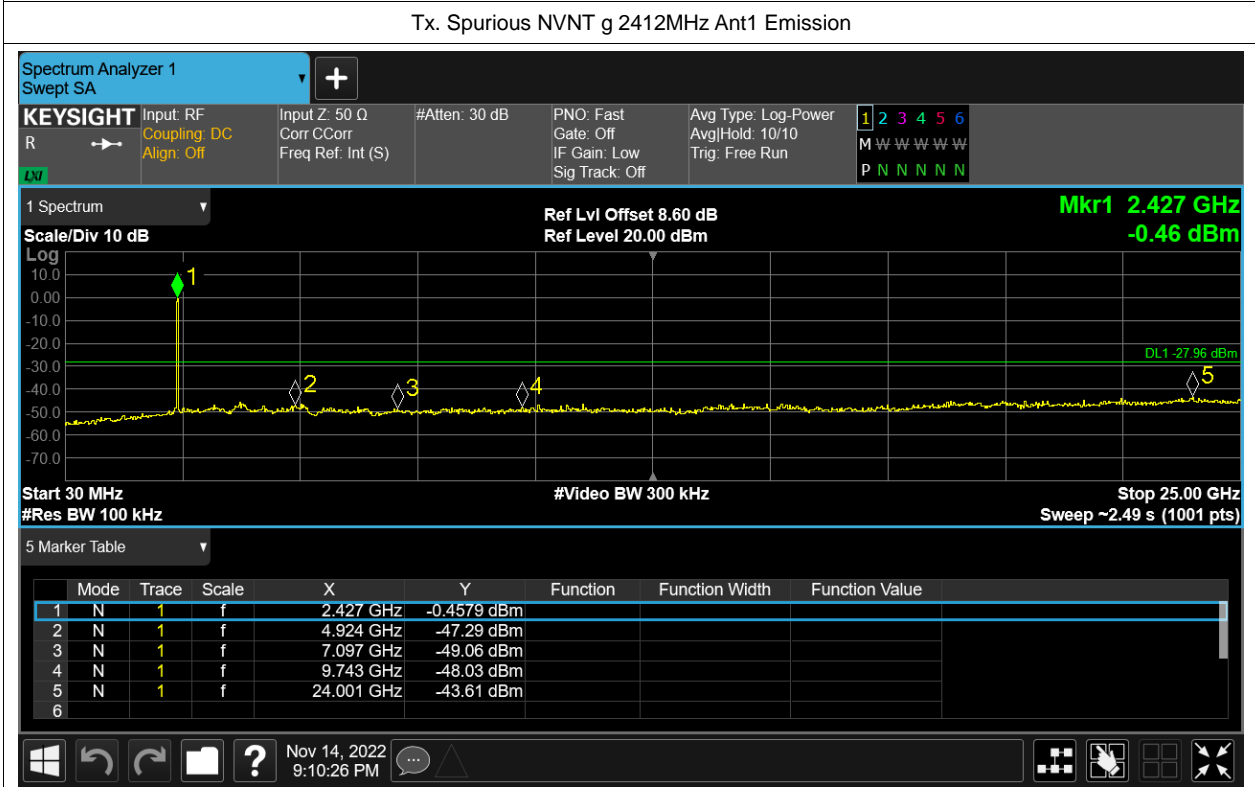 Tx. Spurious NVNT g 2412MHz Ant1 Emission
Spectrum Analyzer 1
Swept SA
+
KEYSIGHT
R
LXI
Input: RF
Coupling: DC
Align: Off
Input Z: 50 Ω
Corr CCorr
Freq Ref: Int (S)
#Atten: 30 dB
PNO: Fast
Gate: Off
IF Gain: Low
Sig Track: Off
Avg Type: Log-Power
Avg|Hold: 10/10
Trig: Free Run
1 2 3 4 5 6
M W W W W W
P N N N N N
1 Spectrum
Scale/Div 10 dB
Ref Lvl Offset 8.60 dB
Ref Level 20.00 dBm
Mkr1 2.427 GHz
-0.46 dBm
Log
10.0
0.00
-10.0
-20.0
-30.0
-40.0
-50.0
-60.0
-70.0
1
2
3
4
5
DL1 -27.96 dBm
Start 30 MHz
#Res BW 100 kHz
#Video BW 300 kHz
Stop 25.00 GHz
Sweep ~2.49 s (1001 pts)
5 Marker Table
Mode Trace Scale X Y Function Function Width Function Value
1 N 1 f 2.427 GHz -0.4579 dBm
2 N 1 f 4.924 GHz -47.29 dBm
3 N 1 f 7.097 GHz -49.06 dBm
4 N 1 f 9.743 GHz -48.03 dBm
5 N 1 f 24.001 GHz -43.61 dBm
6
?
Nov 14, 2022
9:10:26 PM